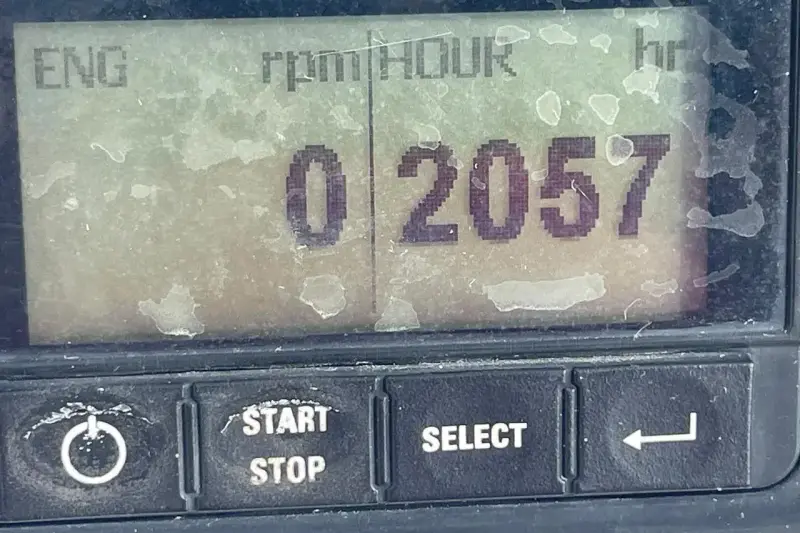 ENG rpm HOUR hr
0 2057
START
STOP
SELECT